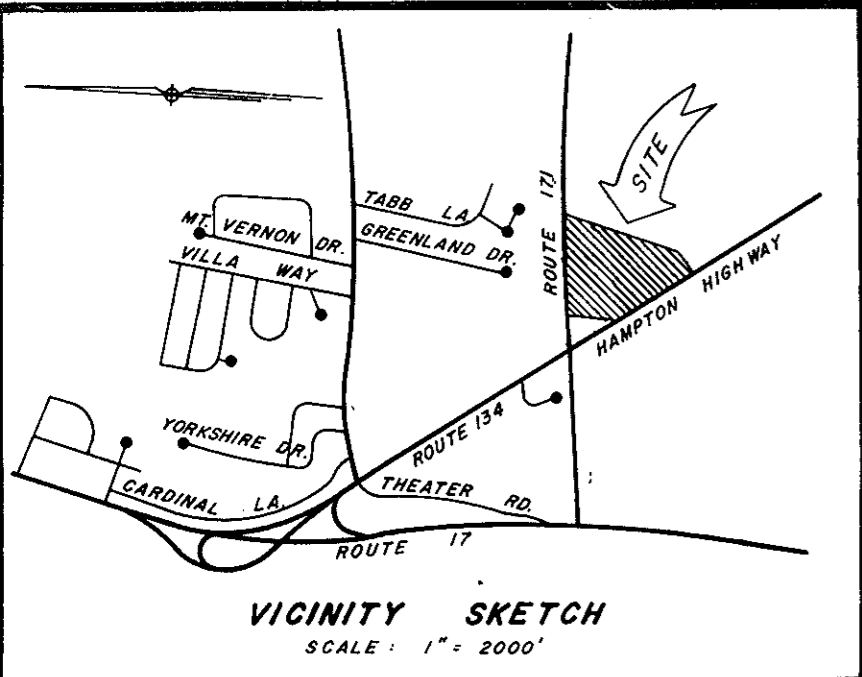 SITE
TABB LA.
MT. VERNON DR.
GREENLAND DR.
ROUTE 171
VILLA WAY
HAMPTON HIGHWAY
ROUTE 134
YORKSHIRE DR.
CARDINAL LA.
THEATER RD.
ROUTE 17
VICINITY SKETCH
SCALE: 1" = 2000'